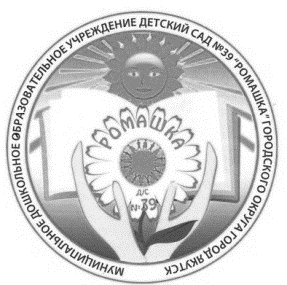 МУНИЦИПАЛЬНОЕ ДОШКОЛЬНОЕ ОБРАЗОВАТЕЛЬНОЕ УЧРЕЖДЕНИЕ ДЕТСКИЙ САД №39 "РОМАШКА" ГОРОДСКОГО ОКРУГА ГОРОД ЯКУТСК
РОМАШКА
Д/С
№39